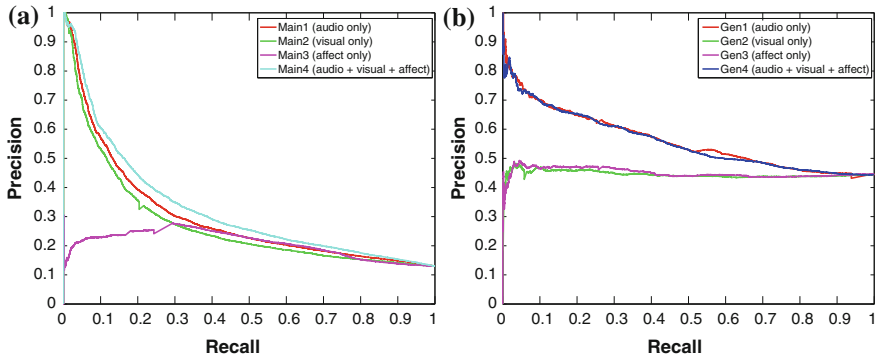 (a)
Main1 (audio only)
Main2 (visual only)
Main3 (affect only)
Main4 (audio + visual + affect)
Precision
1
0.9
0.8
0.7
0.6
0.5
0.4
0.3
0.2
0.1
0
0 0.1 0.2 0.3 0.4 0.5 0.6 0.7 0.8 0.9 1
Recall
(b)
Gen1 (audio only)
Gen2 (visual only)
Gen3 (affect only)
Gen4 (audio + visual + affect)
Precision
1
0.9
0.8
0.7
0.6
0.5
0.4
0.3
0.2
0.1
0
0 0.1 0.2 0.3 0.4 0.5 0.6 0.7 0.8 0.9 1
Recall